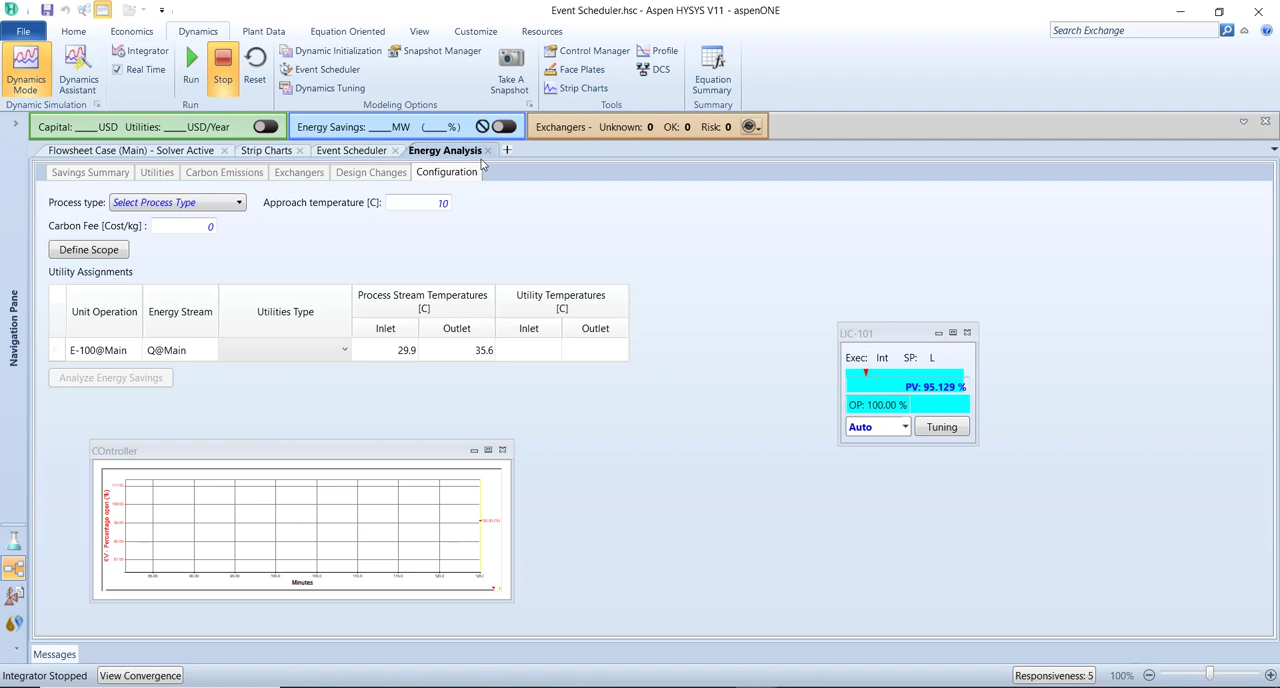 Event Scheduler.hsc - Aspen HYSYS V11 - aspenONE
File Home Economics Dynamics Plant Data Equation Oriented View Customize Resources
Search Exchange
Dynamics Mode
Dynamics Assistant
Integrator
Real Time
Run
Stop
Reset
Dynamic Initialization
Snapshot Manager
Event Scheduler
Dynamics Tuning
Take A Snapshot
Control Manager
Profile
Face Plates
DCS
Strip Charts
Equation Summary
Dynamic Simulation
Run
Modeling Options
Tools
Summary
Capital: ____USD Utilities: ____USD/Year
Energy Savings: ____MW (____%)
Exchangers - Unknown: 0 OK: 0 Risk: 0
Flowsheet Case (Main) - Solver Active
Strip Charts
Event Scheduler
Energy Analysis
Savings Summary Utilities Carbon Emissions Exchangers Design Changes Configuration
Process type: Select Process Type Approach temperature [C]: 10
Carbon Fee [Cost/kg] : 0
Define Scope
Utility Assignments
Unit Operation
Energy Stream
Utilities Type
Process Stream Temperatures [C]
Utility Temperatures [C]
Inlet Outlet Inlet Outlet
E-100@Main Q@Main 29.9 35.6
Analyze Energy Savings
LIC-101
Exec: Int SP: L
PV: 95.129 %
OP: 100.00 %
Auto
Tuning
COntroller
Minutes
Navigation Pane
Messages
Integrator Stopped
View Convergence
Responsiveness: 5
100%